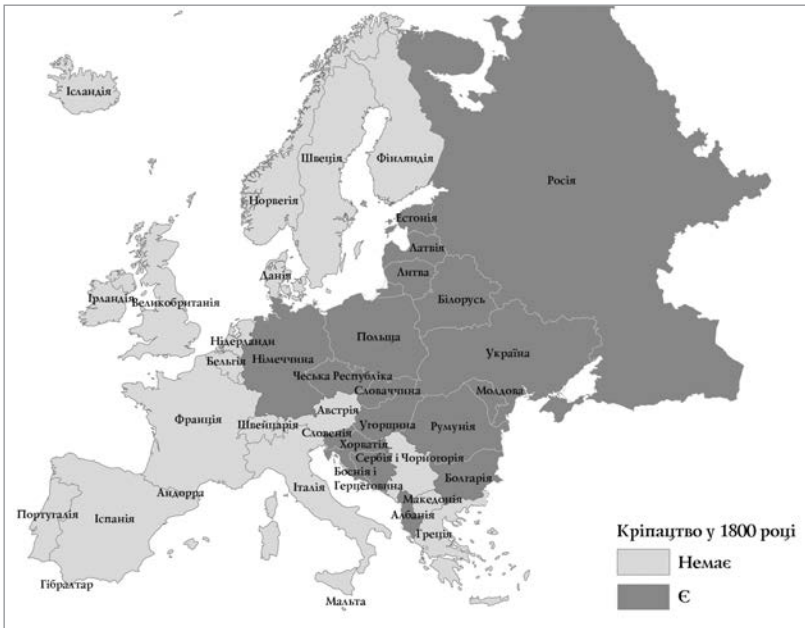 Ісландія
Швеція
Фінляндія
Норвегія
Росія
Естонія
Латвія
Литва
Данія
Білорусь
Ірландія
Великобританія
Нідерланди
Польща
Бельгія
Німеччина
Україна
Чеська Республіка
Словаччина
Молдова
Австрія
Франція
Швейцарія
Угорщина
Румунія
Словенія
Хорватія
Сербія і Чорногорія
Боснія і
Герцеговина
Болгарія
Андорра
Італія
Македонія
Португалія
Іспанія
Албанія
Греція
Гібралтар
Мальта
Кріпацтво у 1800 році
Немає
Є